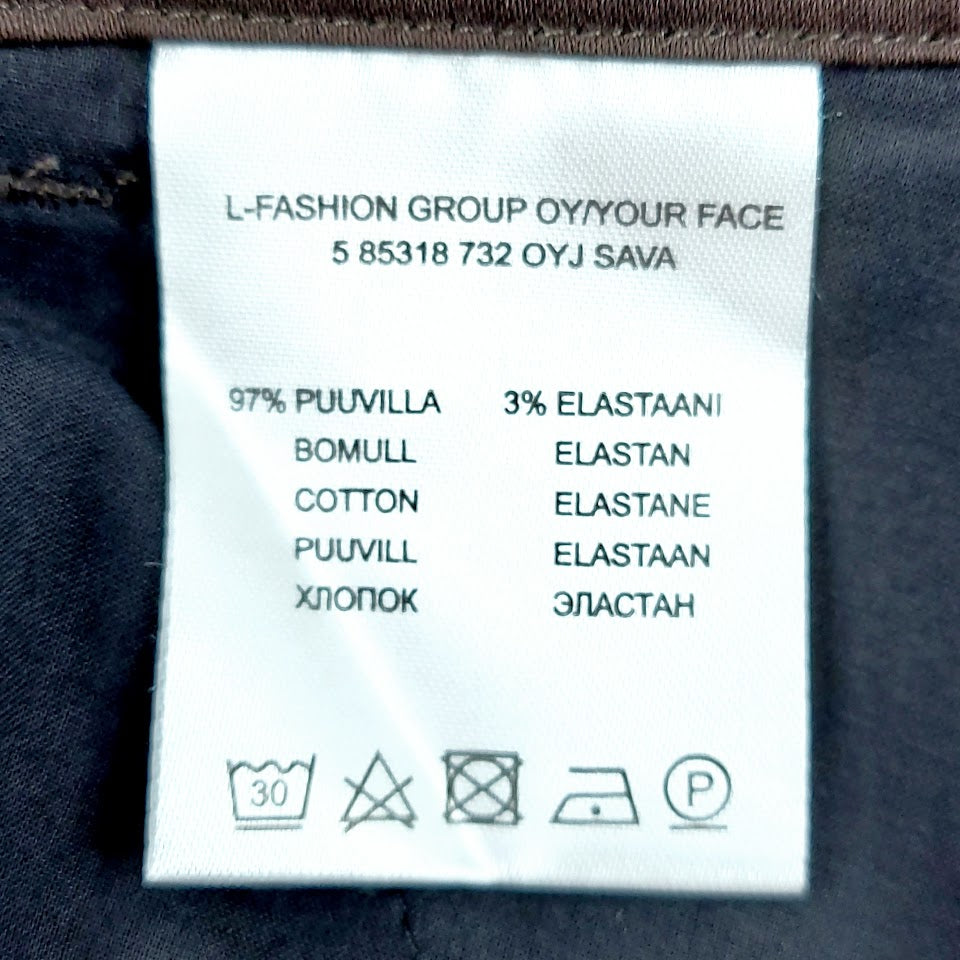 L-FASHION GROUP OY/YOUR FACE
5 85318 732 OYJ SAVA
97% PUUVILLA 3% ELASTAANI
BOMULL ELASTAN
COTTON ELASTANE
PUUVILL ELASTAAN
ХЛОПОК ЭЛАСТАН
30 P